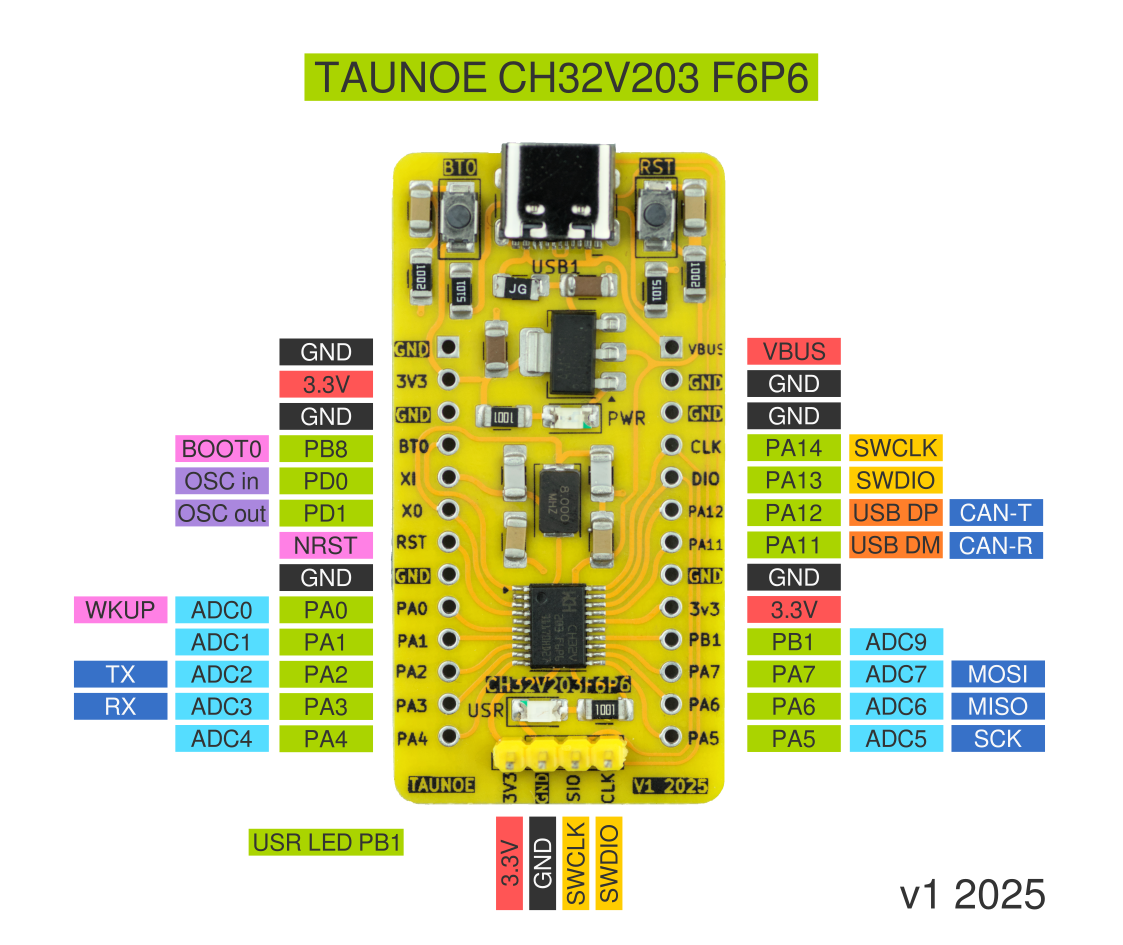 TAUNOE CH32V203 F6P6
BT0 RST
USB1
2001 5101 JG 5101 2001
GND GND VBUS VBUS
3.3V 3V3 GND GND
GND GND 1001 PWR GND GND
BOOT0 PB8 BT0 CLK PA14 SWCLK
OSC in PD0 XI DIO PA13 SWDIO
OSC out PD1 XO 8.000 MHZ PA12 PA12 USB DP CAN-T
NRST RST PA11 PA11 USB DM CAN-R
GND GND GND GND
WKUP ADC0 PA0 PA0 3v3 3.3V
ADC1 PA1 PA1 CH32V PB1 PB1 ADC9
TX ADC2 PA2 PA2 PA7 PA7 ADC7 MOSI
CH32V203F6P6
RX ADC3 PA3 PA3 USR 1001 PA6 PA6 ADC6 MISO
ADC4 PA4 PA4 PA5 PA5 ADC5 SCK
TAUNOE 3V3 GND SIO CLK V1 2025
USR LED PB1
3.3V GND SWCLK SWDIO
v1 2025